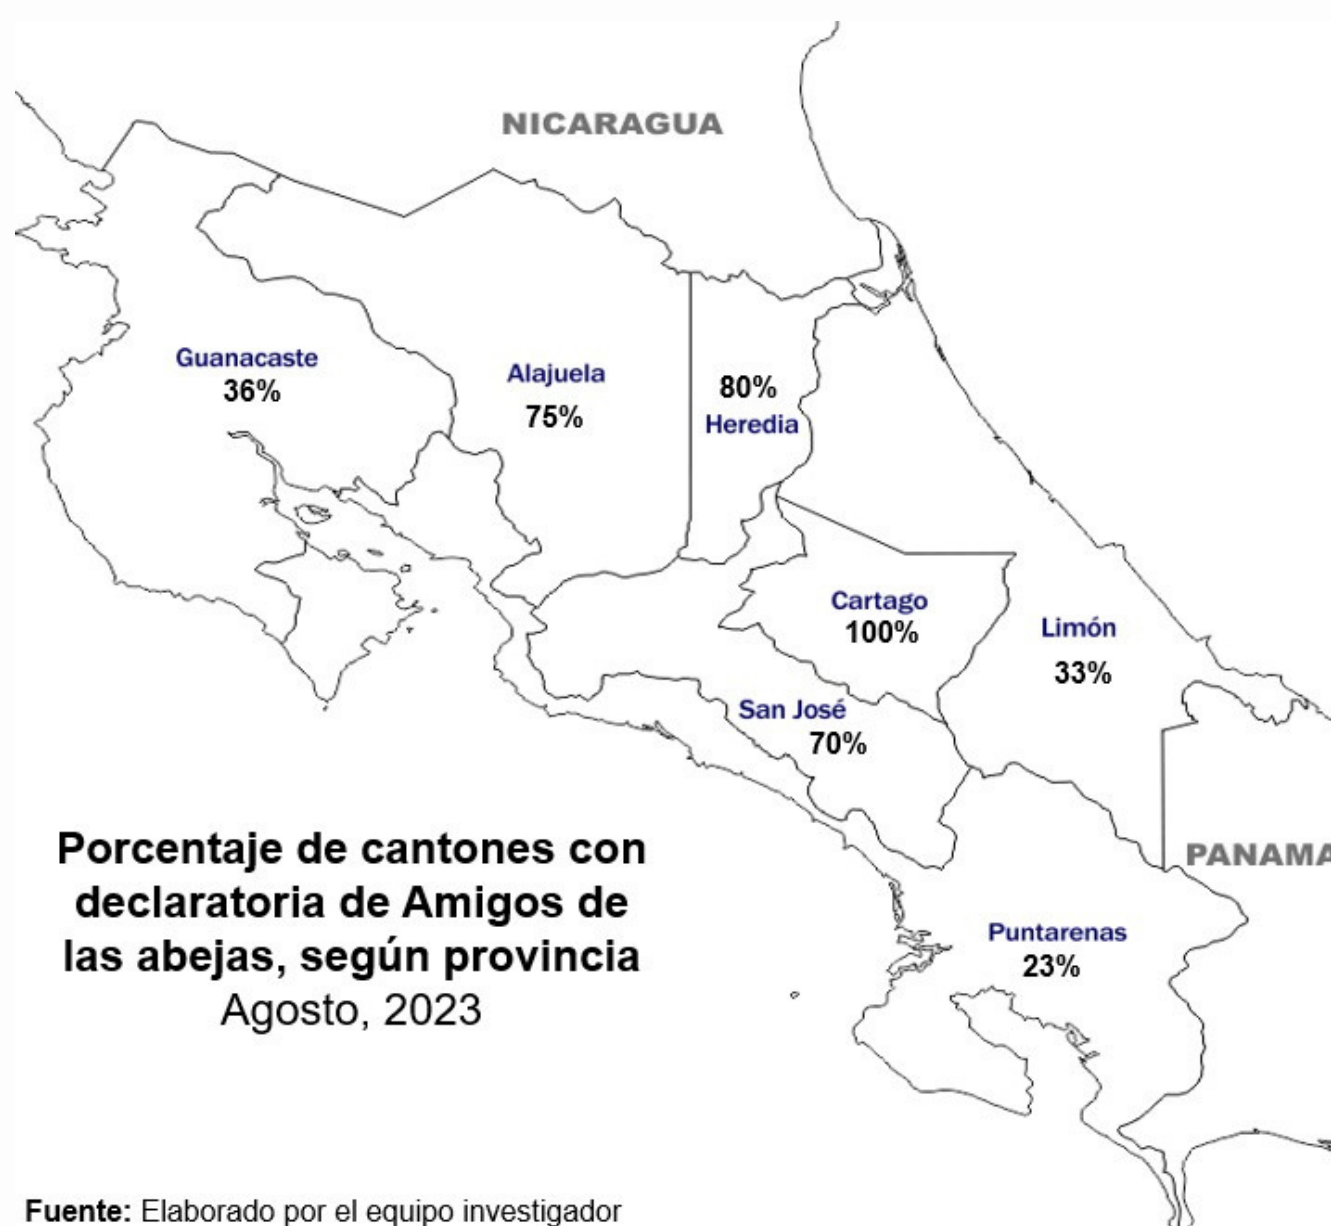 NICARAGUA
Guanacaste
36%
Alajuela
75%
80%
Heredia
Cartago
100%
Limón
33%
San José
70%
PANAMA
Puntarenas
23%
Porcentaje de cantones con
declaratoria de Amigos de
las abejas, según provincia
Agosto, 2023
Fuente: Elaborado por el equipo investigador